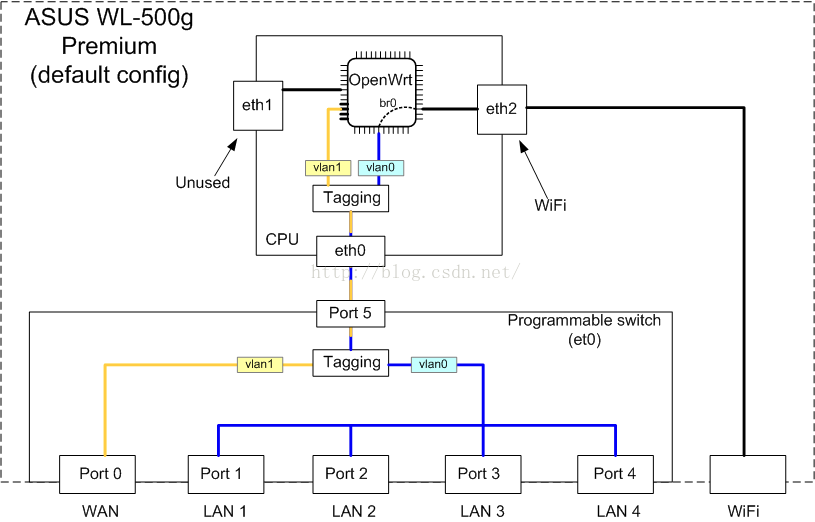 ASUS WL-500g
Premium
(default config)
OpenWrt
br0
eth1
eth2
Unused
WiFi
vlan1
vlan0
Tagging
CPU
eth0
http://blog.csdn.net/
Port 5
Programmable switch
(et0)
Tagging
vlan1
vlan0
Port 0
Port 1
Port 2
Port 3
Port 4
WAN
LAN 1
LAN 2
LAN 3
LAN 4
WiFi